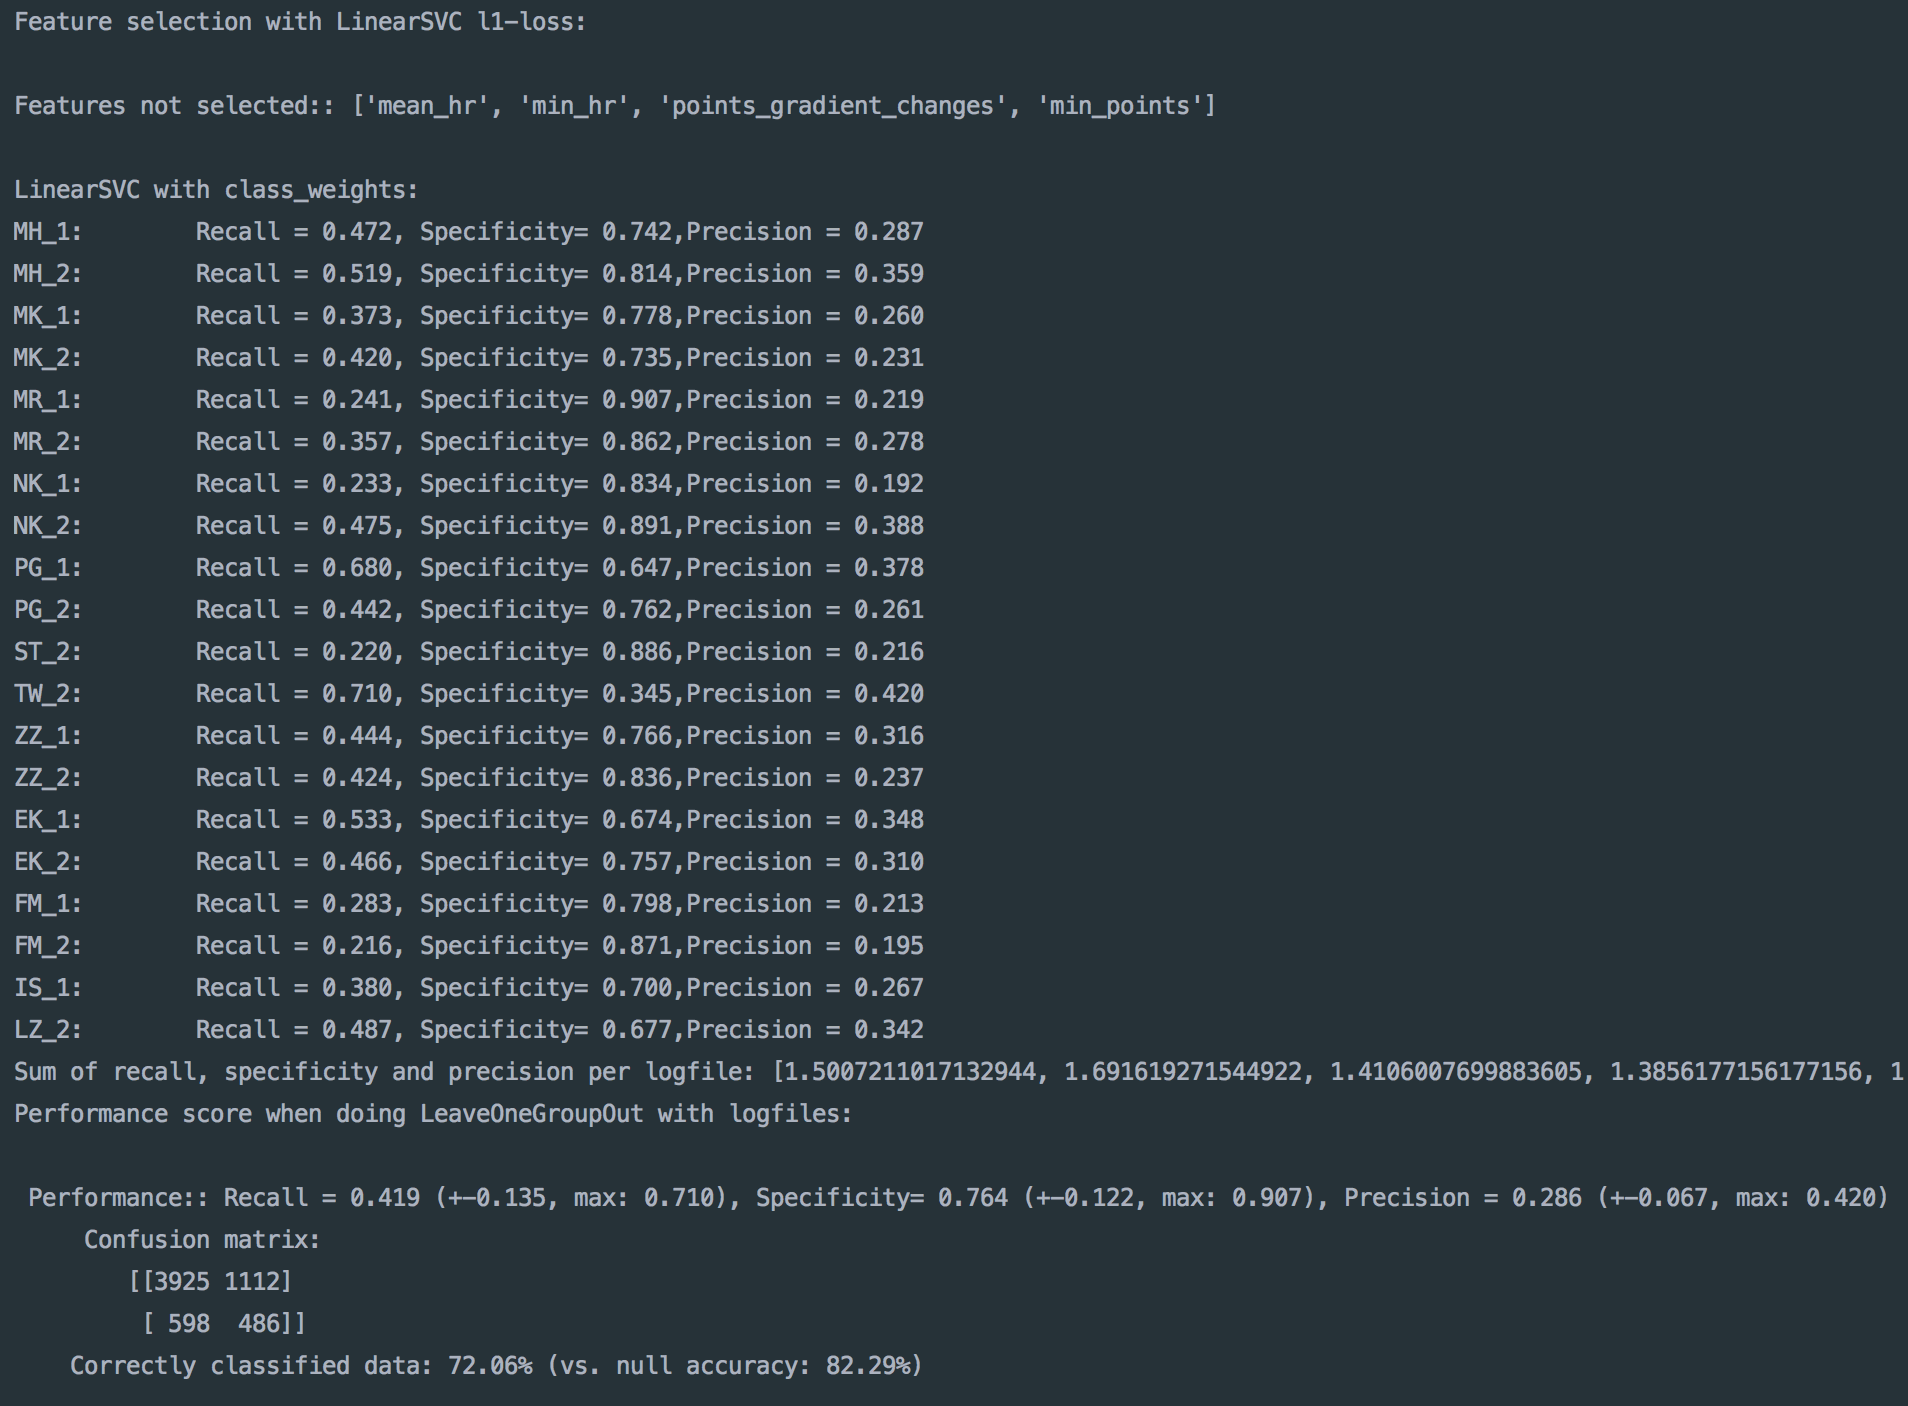 Feature selection with LinearSVC l1-loss:
Features not selected:: ['mean_hr', 'min_hr', 'points_gradient_changes', 'min_points']
LinearSVC with class_weights:
MH_1: Recall = 0.472, Specificity= 0.742,Precision = 0.287
MH_2: Recall = 0.519, Specificity= 0.814,Precision = 0.359
MK_1: Recall = 0.373, Specificity= 0.778,Precision = 0.260
MK_2: Recall = 0.420, Specificity= 0.735,Precision = 0.231
MR_1: Recall = 0.241, Specificity= 0.907,Precision = 0.219
MR_2: Recall = 0.357, Specificity= 0.862,Precision = 0.278
NK_1: Recall = 0.233, Specificity= 0.834,Precision = 0.192
NK_2: Recall = 0.475, Specificity= 0.891,Precision = 0.388
PG_1: Recall = 0.680, Specificity= 0.647,Precision = 0.378
PG_2: Recall = 0.442, Specificity= 0.762,Precision = 0.261
ST_2: Recall = 0.220, Specificity= 0.886,Precision = 0.216
TW_2: Recall = 0.710, Specificity= 0.345,Precision = 0.420
ZZ_1: Recall = 0.444, Specificity= 0.766,Precision = 0.316
ZZ_2: Recall = 0.424, Specificity= 0.836,Precision = 0.237
EK_1: Recall = 0.533, Specificity= 0.674,Precision = 0.348
EK_2: Recall = 0.466, Specificity= 0.757,Precision = 0.310
FM_1: Recall = 0.283, Specificity= 0.798,Precision = 0.213
FM_2: Recall = 0.216, Specificity= 0.871,Precision = 0.195
IS_1: Recall = 0.380, Specificity= 0.700,Precision = 0.267
LZ_2: Recall = 0.487, Specificity= 0.677,Precision = 0.342
Sum of recall, specificity and precision per logfile: [1.5007211017132944, 1.691619271544922, 1.4106007699883605, 1.3856177156177156, 1
Performance score when doing LeaveOneGroupOut with logfiles:
Performance:: Recall = 0.419 (+-0.135, max: 0.710), Specificity= 0.764 (+-0.122, max: 0.907), Precision = 0.286 (+-0.067, max: 0.420)
Confusion matrix:
[[3925 1112]
[ 598 486]]
Correctly classified data: 72.06% (vs. null accuracy: 82.29%)